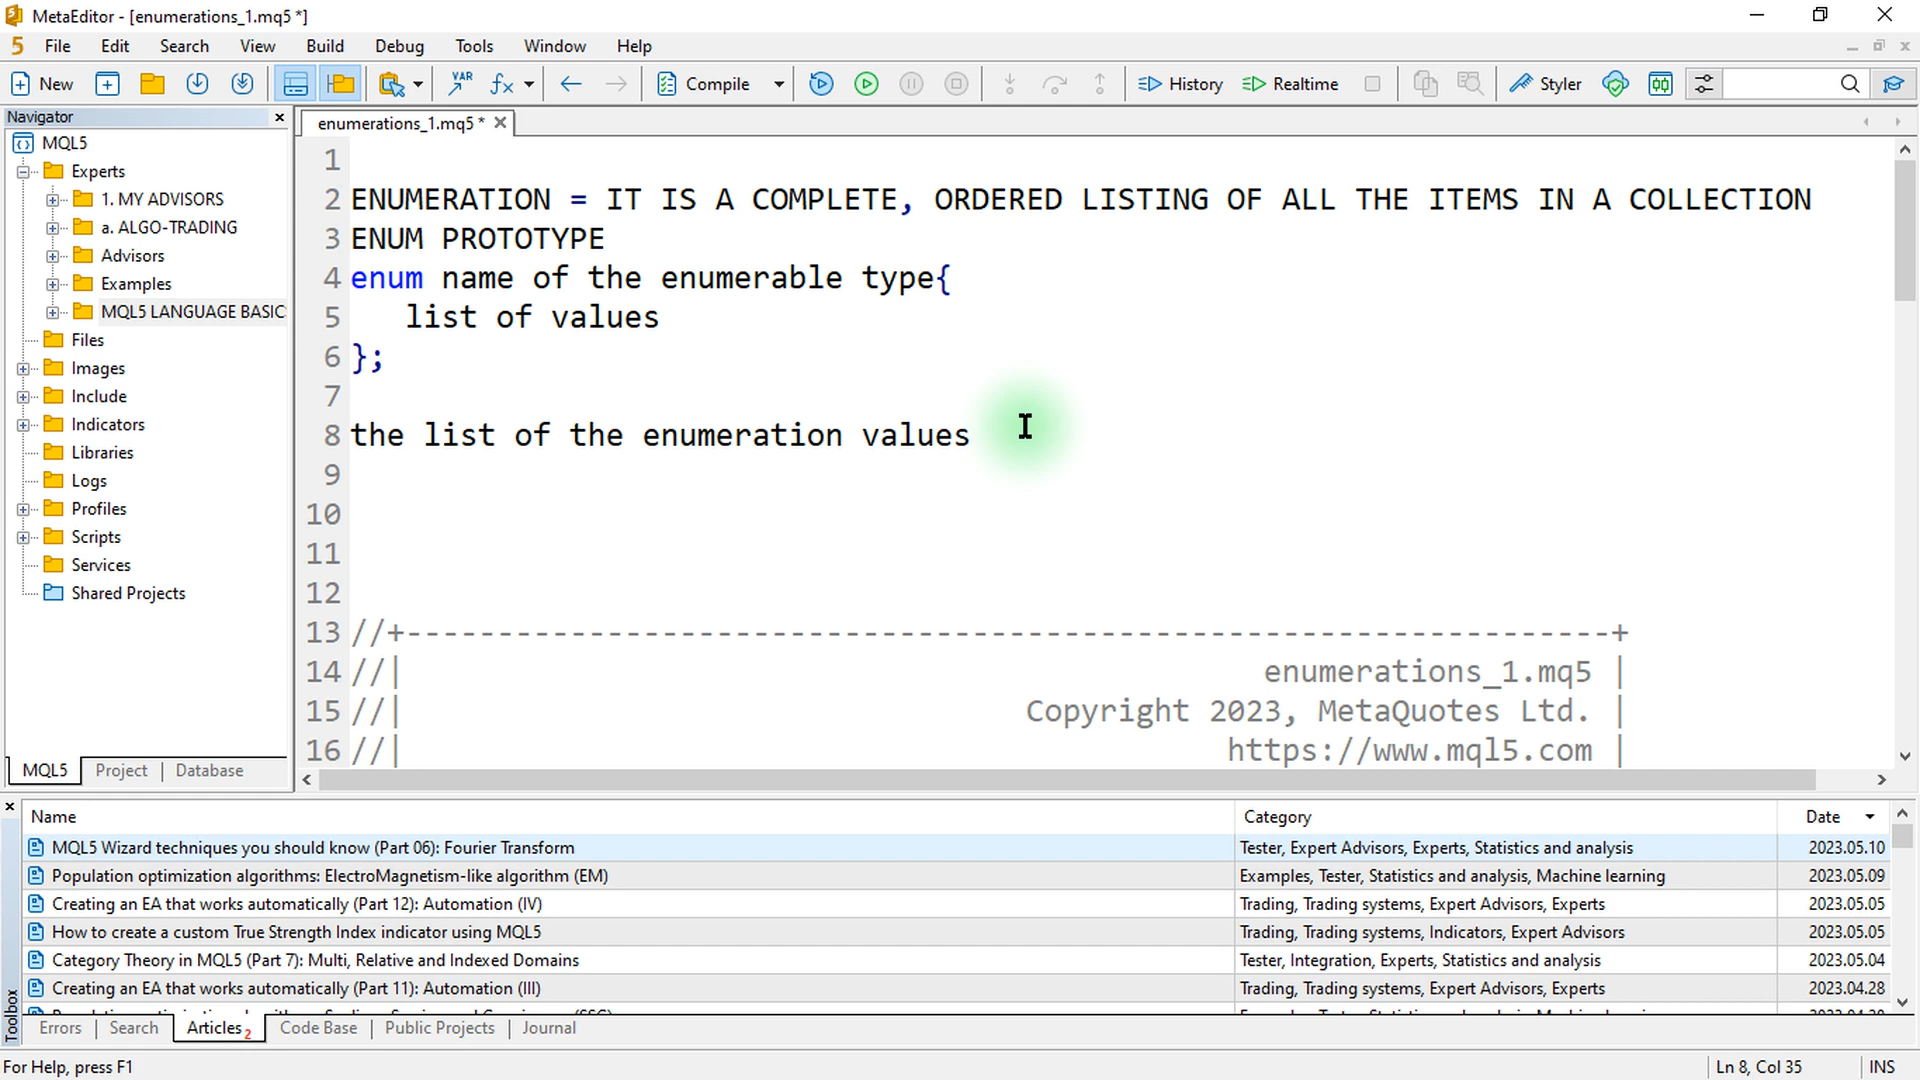 MetaEditor - [enumerations_1.mq5 *]
5 File Edit Search View Build Debug Tools Window Help
New VAR fx Compile History Realtime Styler
Navigator
enumerations_1.mq5 *
MQL5
Experts
1. MY ADVISORS
a. ALGO-TRADING
Advisors
Examples
MQL5 LANGUAGE BASIC
Files
Images
Include
Indicators
Libraries
Logs
Profiles
Scripts
Services
Shared Projects
MQL5 Project Database
1
2 ENUMERATION = IT IS A COMPLETE, ORDERED LISTING OF ALL THE ITEMS IN A COLLECTION
3 ENUM PROTOTYPE
4 enum name of the enumerable type{
5 list of values
6 };
7
8 the list of the enumeration values
9
10
11
12
13 //+------------------------------------------------------------------+
14 //| enumerations_1.mq5 |
15 //| Copyright 2023, MetaQuotes Ltd. |
16 //| https://www.mql5.com |
Name Category Date
MQL5 Wizard techniques you should know (Part 06): Fourier Transform Tester, Expert Advisors, Experts, Statistics and analysis 2023.05.10
Population optimization algorithms: ElectroMagnetism-like algorithm (EM) Examples, Tester, Statistics and analysis, Machine learning 2023.05.09
Creating an EA that works automatically (Part 12): Automation (IV) Trading, Trading systems, Expert Advisors, Experts 2023.05.05
How to create a custom True Strength Index indicator using MQL5 Trading, Trading systems, Indicators, Expert Advisors 2023.05.05
Category Theory in MQL5 (Part 7): Multi, Relative and Indexed Domains Tester, Integration, Experts, Statistics and analysis 2023.05.04
Creating an EA that works automatically (Part 11): Automation (III) Trading, Trading systems, Expert Advisors, Experts 2023.04.28
Toolbox
Errors Search Articles 2 Code Base Public Projects Journal
For Help, press F1 Ln 8, Col 35 INS